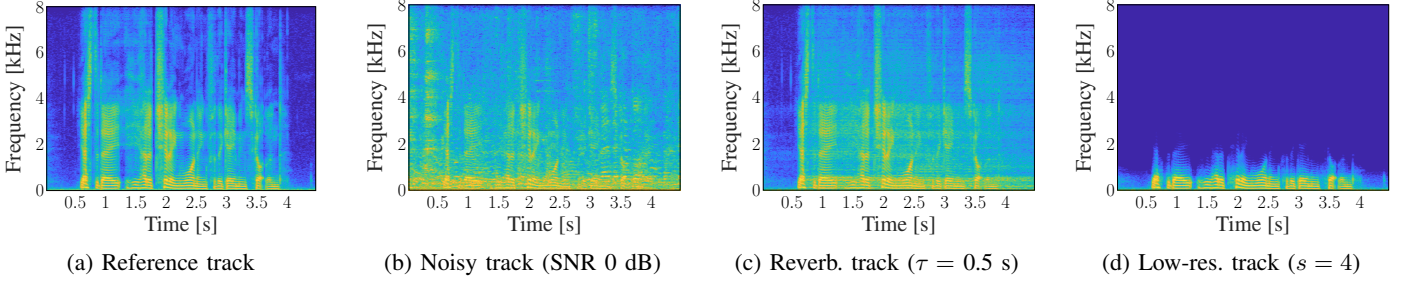 8
6
4
2
0
Frequency [kHz]
0.5 1 1.5 2 2.5 3 3.5 4
Time [s]
(a) Reference track
8
6
4
2
0
Frequency [kHz]
0.5 1 1.5 2 2.5 3 3.5 4
Time [s]
(b) Noisy track (SNR 0 dB)
8
6
4
2
0
Frequency [kHz]
0.5 1 1.5 2 2.5 3 3.5 4
Time [s]
(c) Reverb. track (τ = 0.5 s)
8
6
4
2
0
Frequency [kHz]
0.5 1 1.5 2 2.5 3 3.5 4
Time [s]
(d) Low-res. track (s = 4)